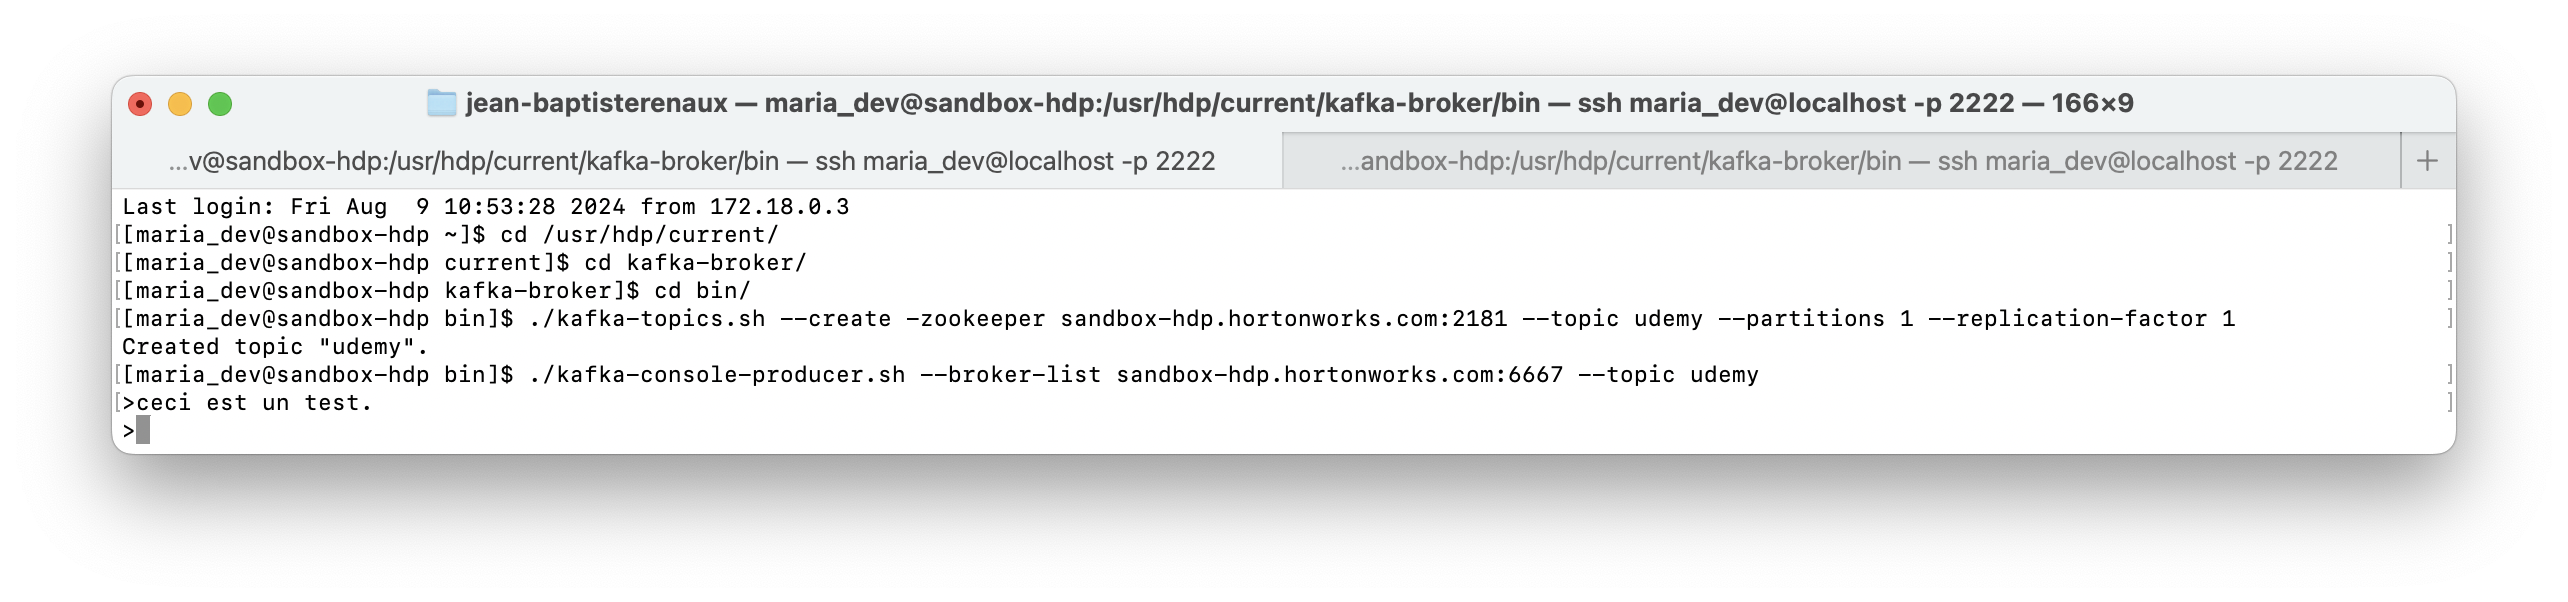 jean-baptisterenaux — maria_dev@sandbox-hdp:/usr/hdp/current/kafka-broker/bin — ssh maria_dev@localhost -p 2222 — 166×9
...v@sandbox-hdp:/usr/hdp/current/kafka-broker/bin — ssh maria_dev@localhost -p 2222
...andbox-hdp:/usr/hdp/current/kafka-broker/bin — ssh maria_dev@localhost -p 2222
+
Last login: Fri Aug  9 10:53:28 2024 from 172.18.0.3
[[maria_dev@sandbox-hdp ~]$ cd /usr/hdp/current/ ]
[[maria_dev@sandbox-hdp current]$ cd kafka-broker/ ]
[[maria_dev@sandbox-hdp kafka-broker]$ cd bin/ ]
[[maria_dev@sandbox-hdp bin]$ ./kafka-topics.sh --create -zookeeper sandbox-hdp.hortonworks.com:2181 --topic udemy --partitions 1 --replication-factor 1 ]
Created topic "udemy".
[[maria_dev@sandbox-hdp bin]$ ./kafka-console-producer.sh --broker-list sandbox-hdp.hortonworks.com:6667 --topic udemy ]
[>ceci est un test. ]
>